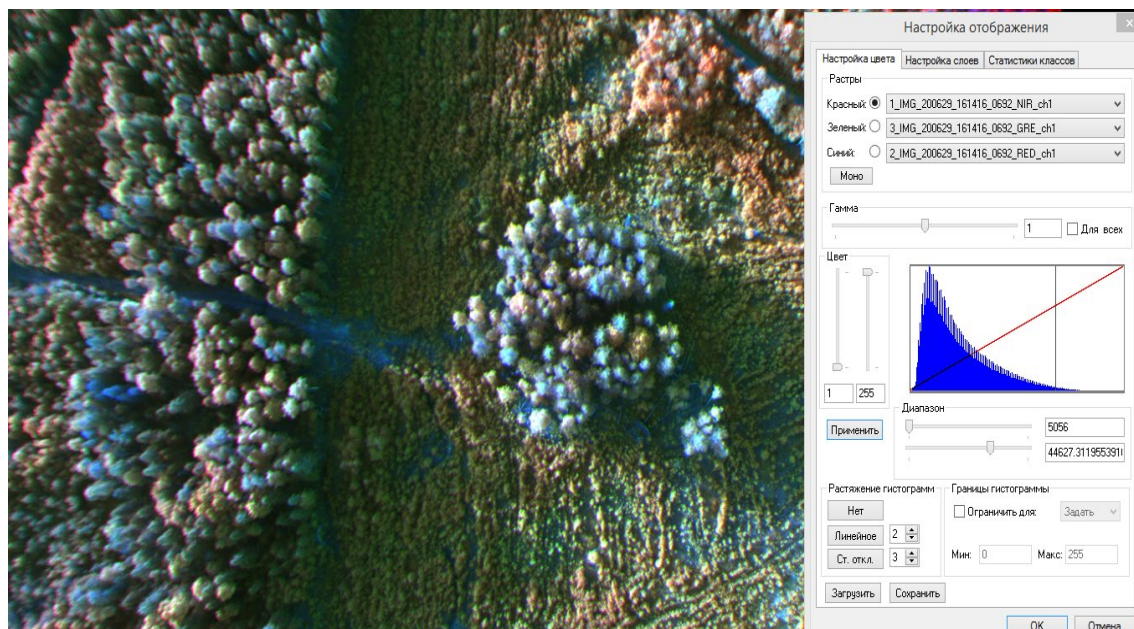 Настройка отображения
Настройка цвета Настройка слоев Статистики классов
Растры
Красный: 1_IMG_200629_161416_0692_NIR_ch1
Зеленый: 3_IMG_200629_161416_0692_GRE_ch1
Синий: 2_IMG_200629_161416_0692_RED_ch1
Моно
Гамма
1 Для всех
Цвет
1 255
Применить
Диапазон
5056
44627.311955391
Растяжение гистограмм
Нет
Линейное 2
Ст. откл. 3
Границы гистограммы
Ограничить для: Задать
Мин: 0 Макс: 255
Загрузить Сохранить
OK Отмена